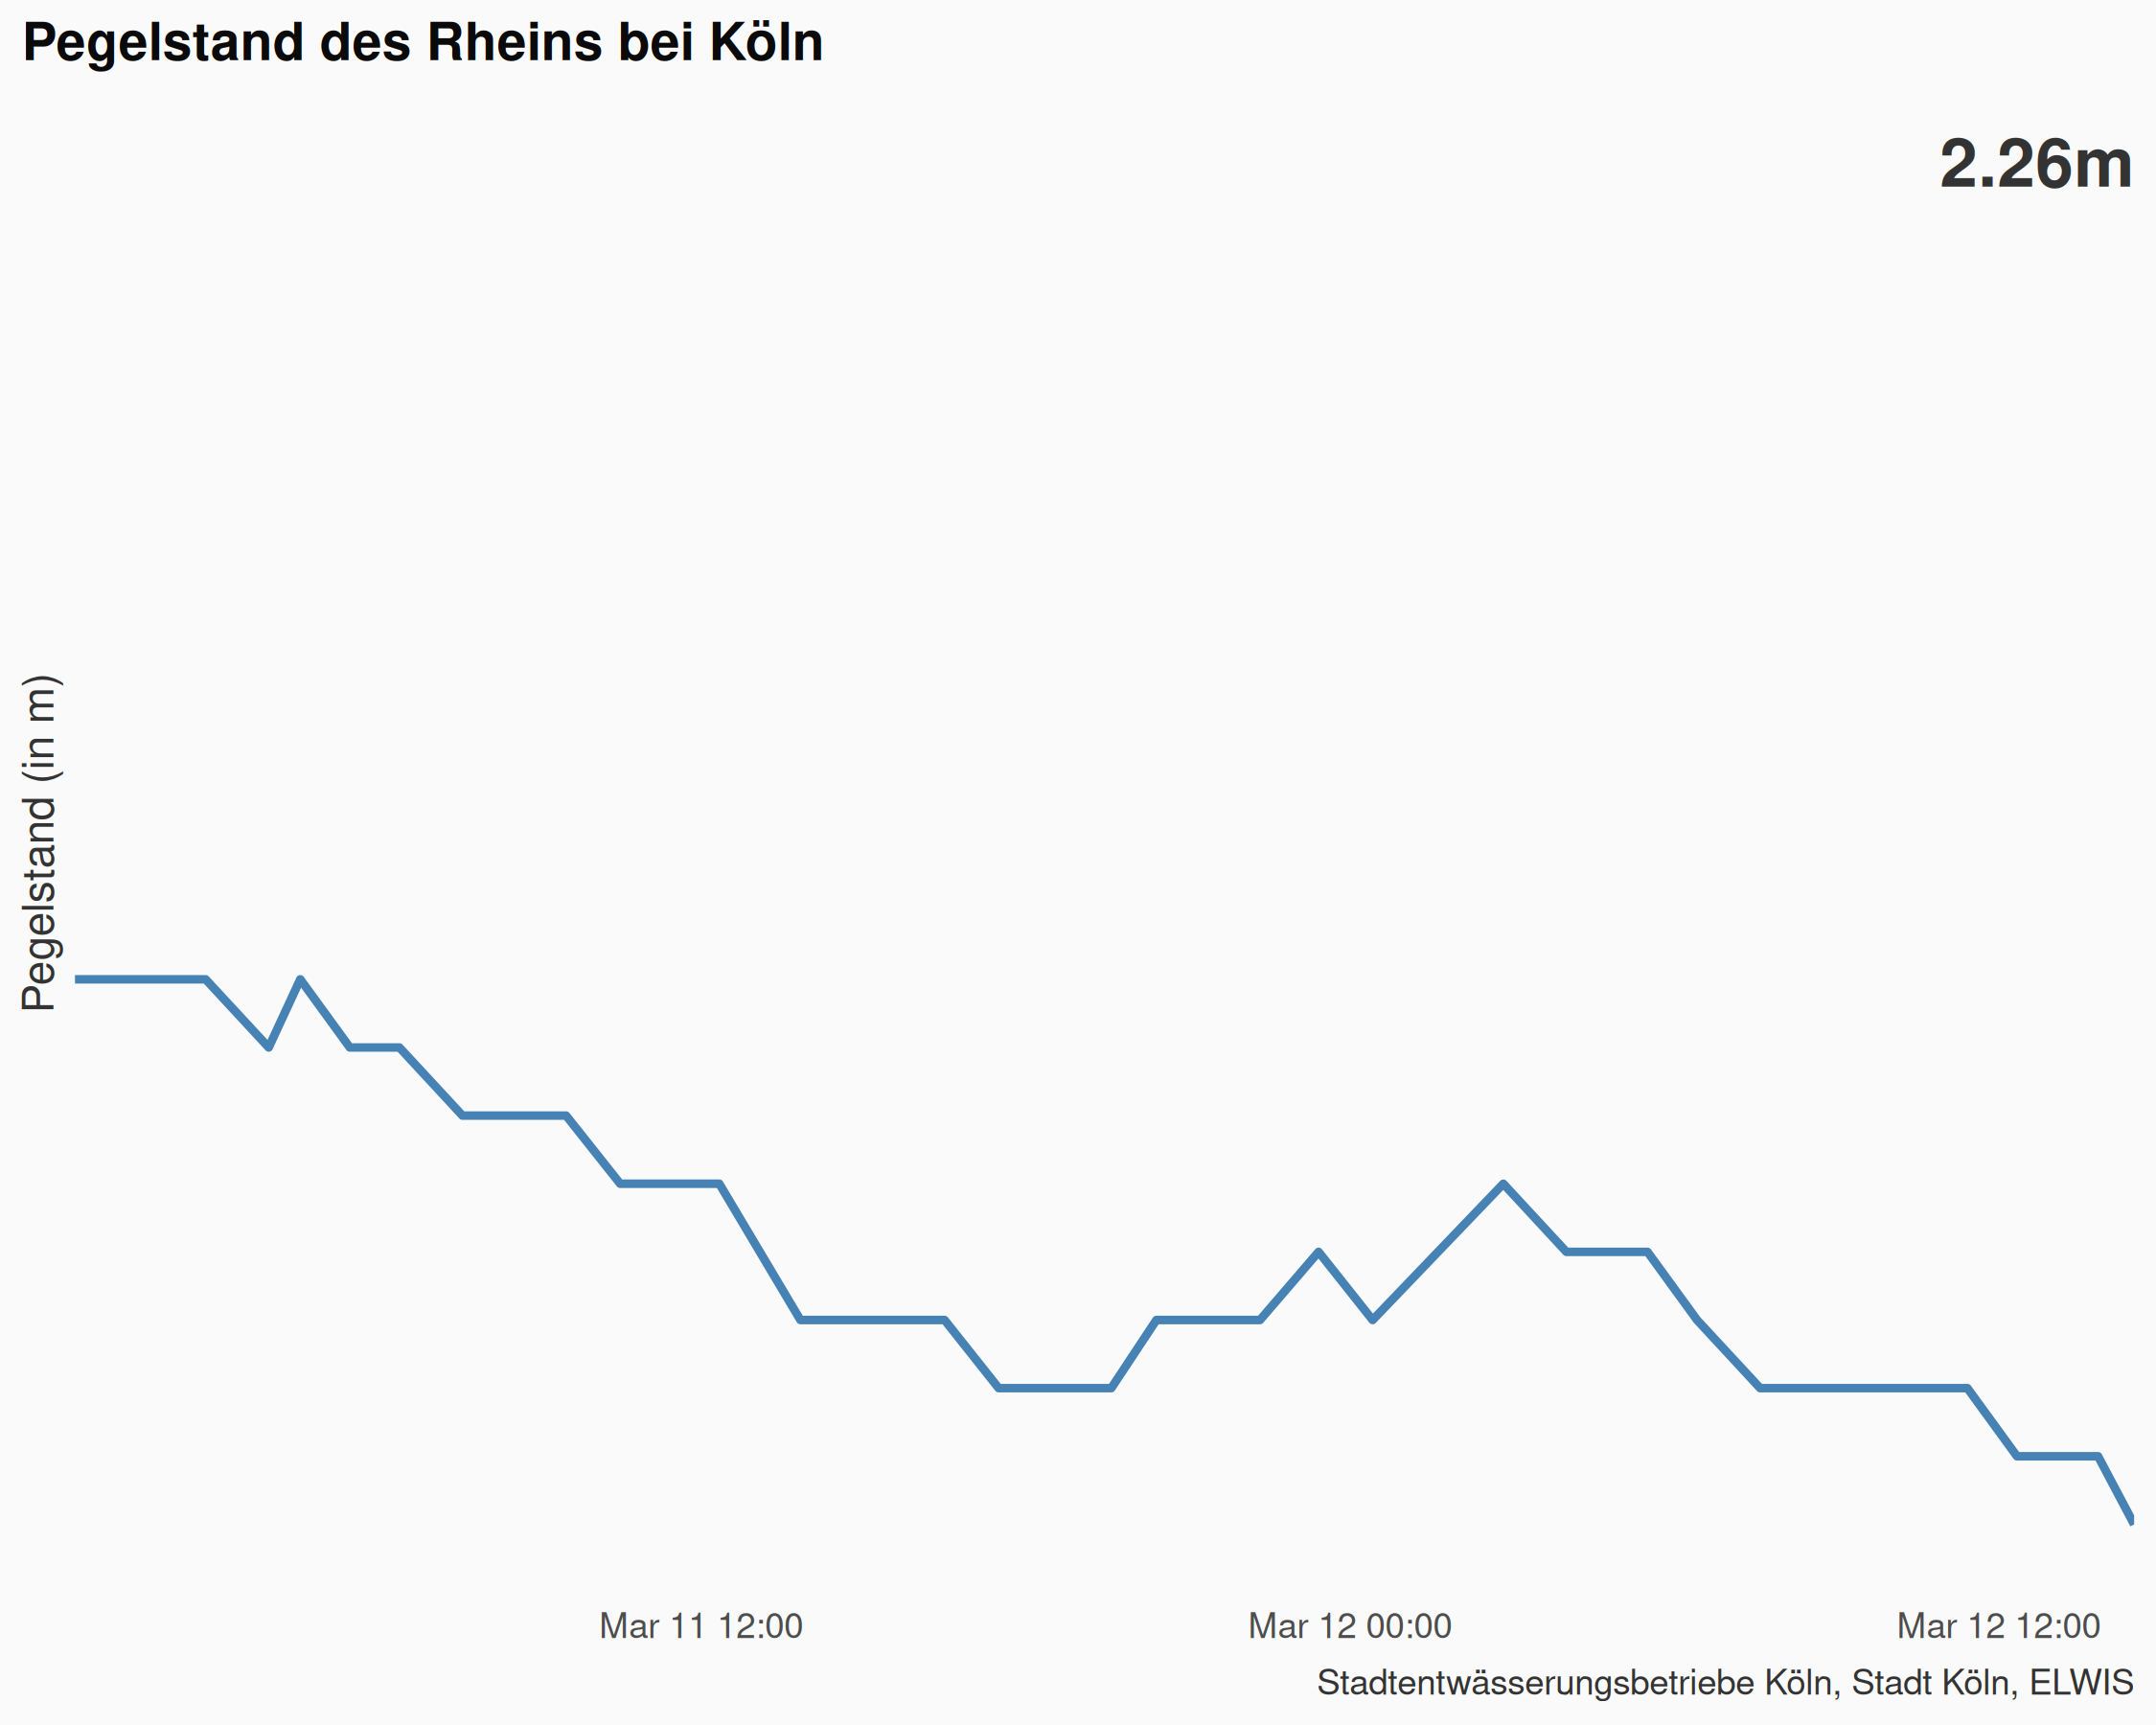 Pegelstand des Rheins bei Köln
2.26m
Pegelstand (in m)
Mar 11 12:00
Mar 12 00:00
Mar 12 12:00
Stadtentwässerungsbetriebe Köln, Stadt Köln, ELWIS